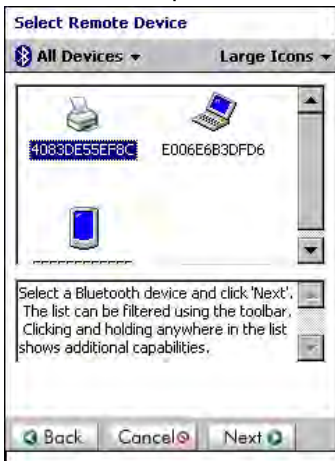 Select Remote Device
All Devices
Large Icons
4083DE55EF8C
E006E6B3DFD6
Select a Bluetooth device and click 'Next'.
The list can be filtered using the toolbar.
Clicking and holding anywhere in the list
shows additional capabilities.
Back Cancel Next